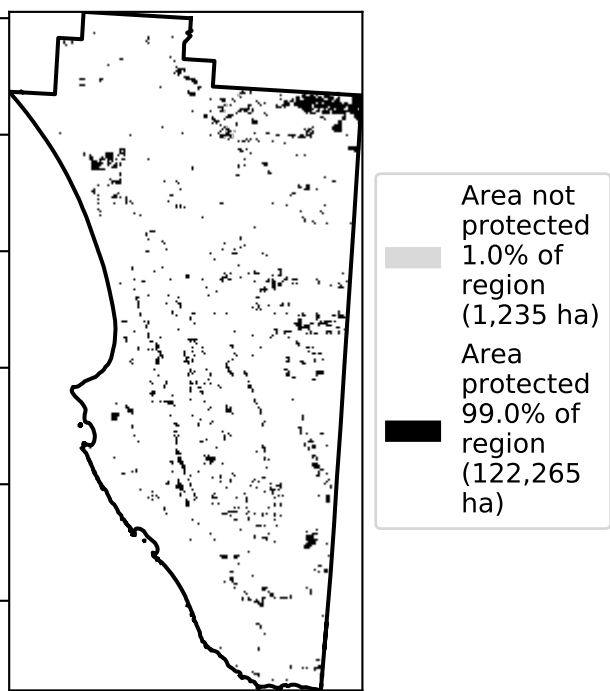 Area not
protected
1.0% of
region
(1,235 ha)
Area
protected
99.0% of
region
(122,265
ha)